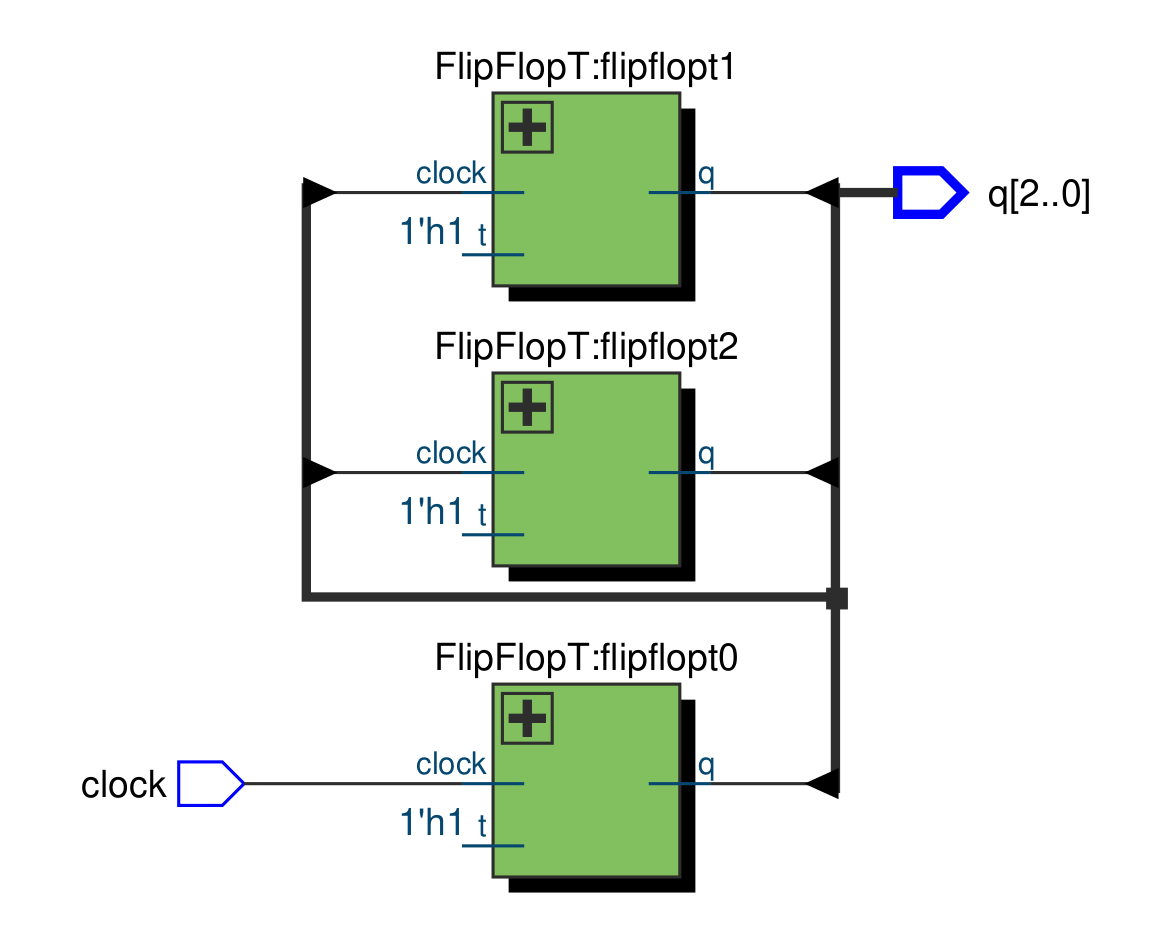 FlipFlopT:flipflopt1
clock
q
1'h1 t
q[2..0]
FlipFlopT:flipflopt2
clock
q
1'h1 t
FlipFlopT:flipflopt0
clock
clock
q
1'h1 t